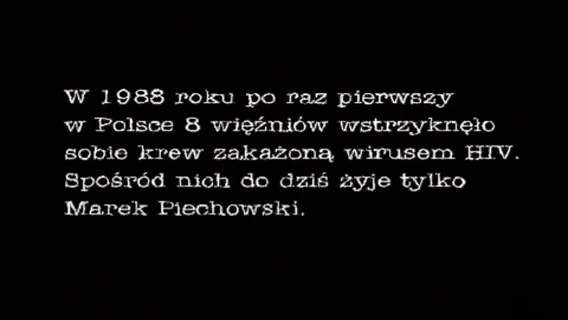 W 1988 roku po raz pierwszy
w Polsce 8 więźniów wstrzyknęło
sobie krew zakażoną wirusem HIV.
Spośród nich do dziś żyje tylko
Marek Piechowski.